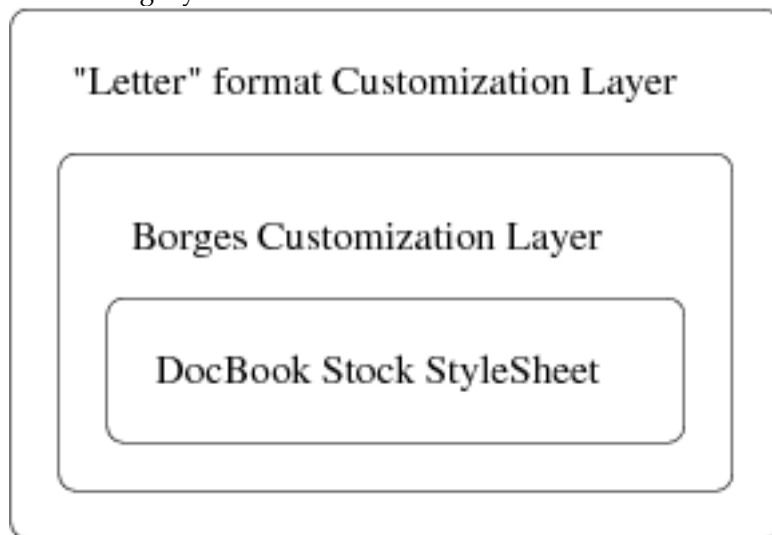 "Letter" format Customization Layer
Borges Customization Layer
DocBook Stock StyleSheet